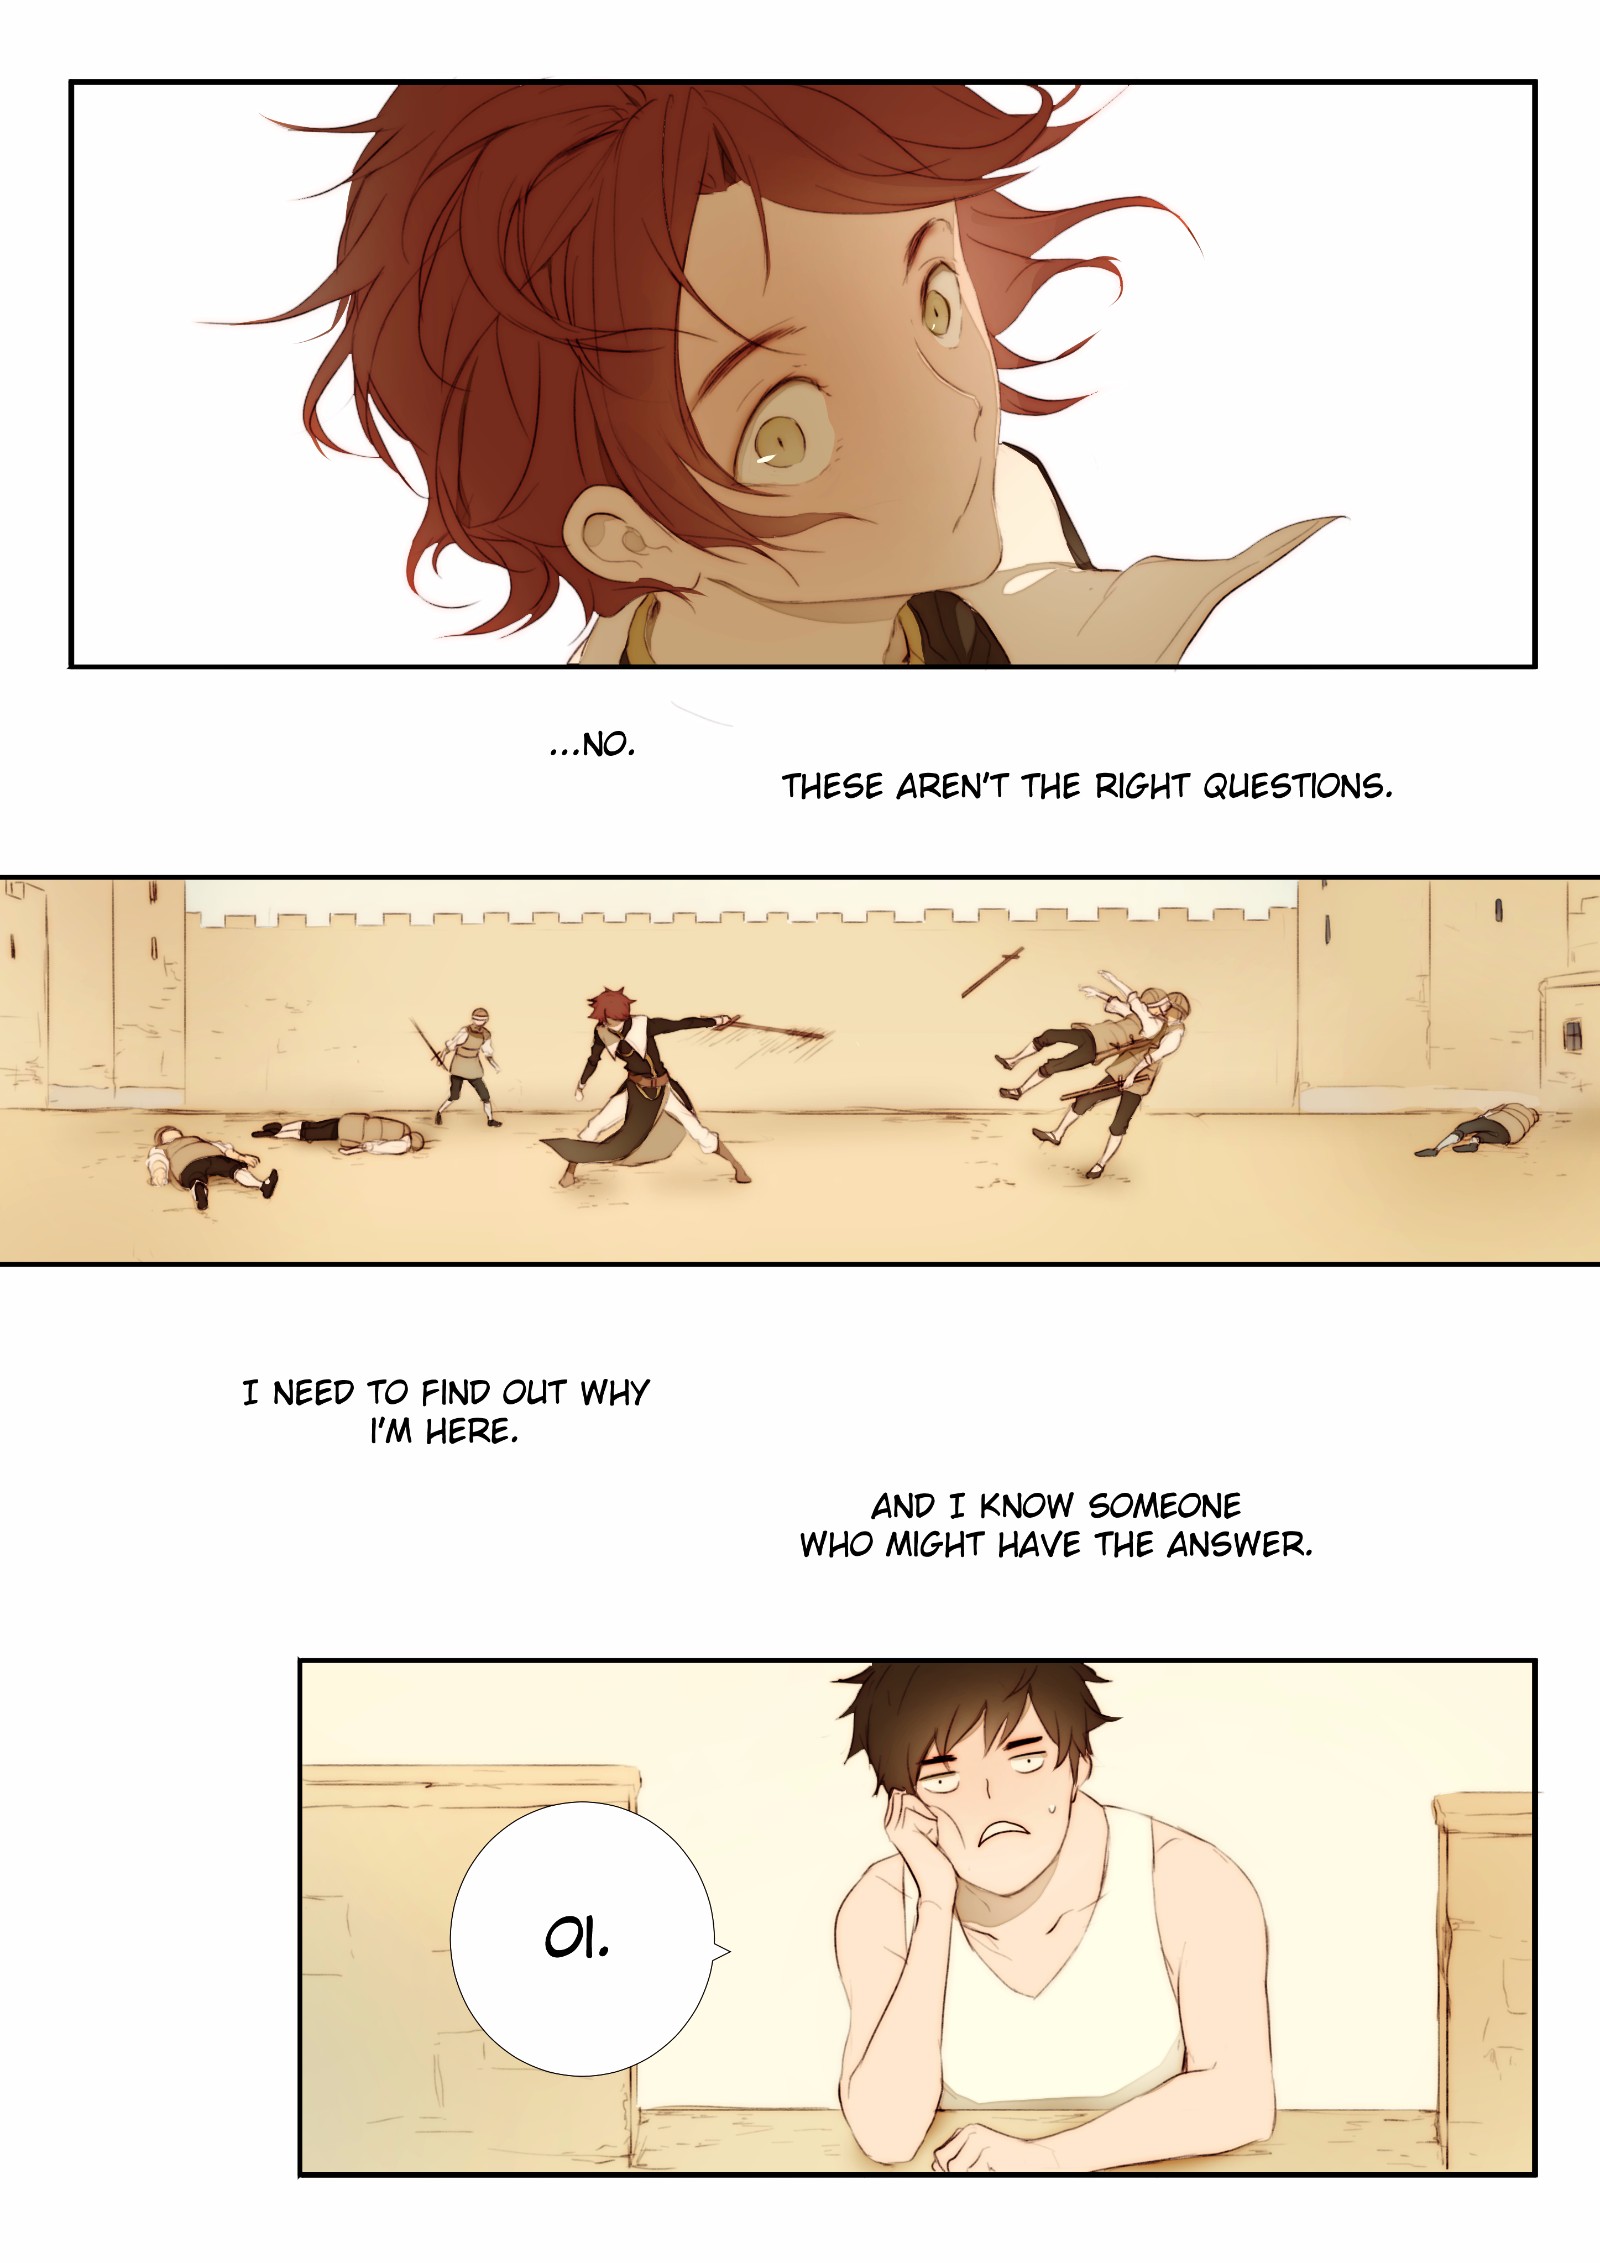 ...NO.
THESE AREN'T THE RIGHT QUESTIONS.
I NEED TO FIND OUT WHY
I'M HERE.
AND I KNOW SOMEONE
WHO MIGHT HAVE THE ANSWER.
OI.